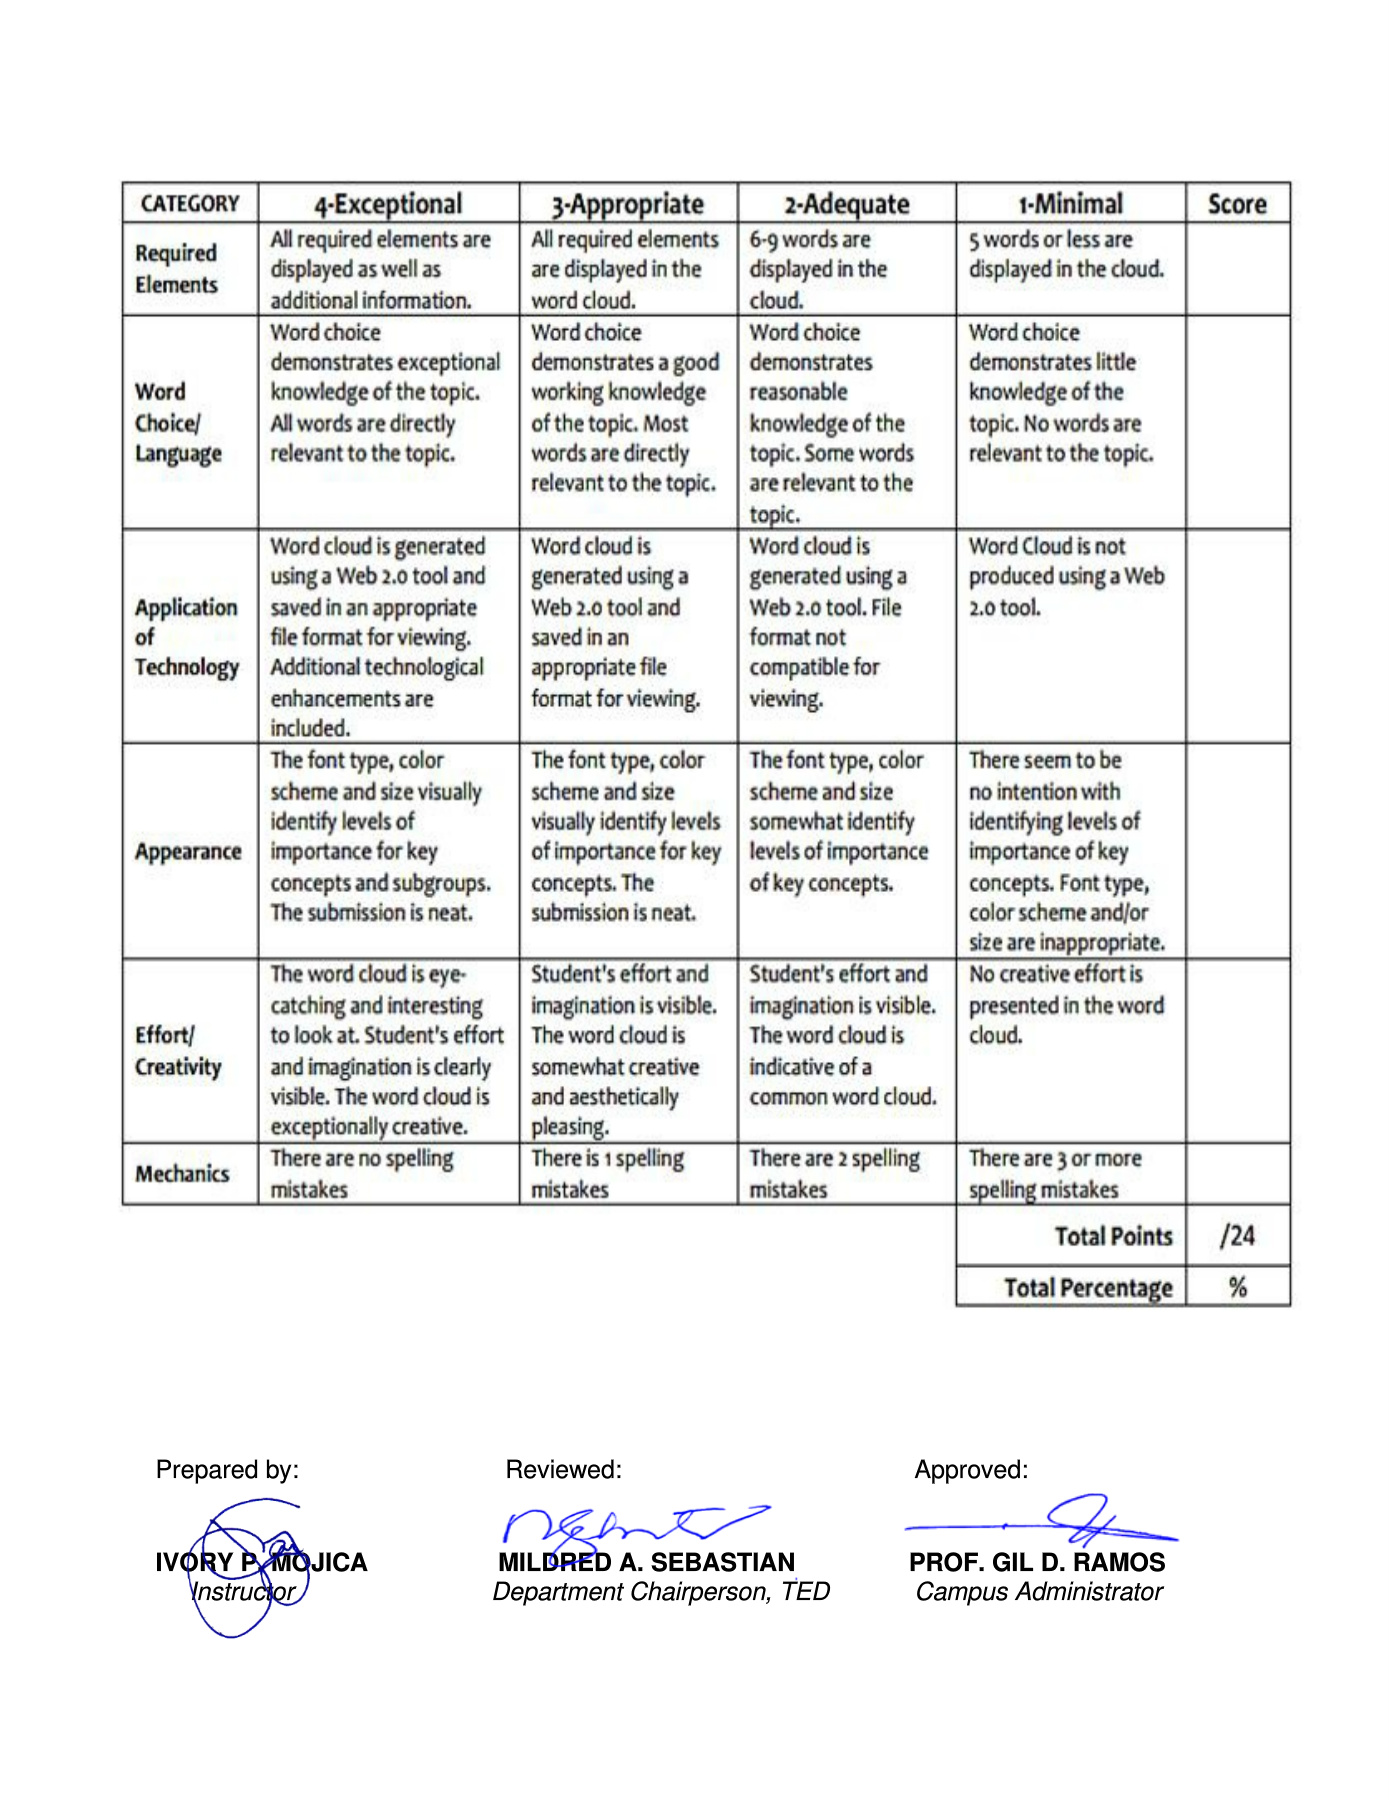 CATEGORY 4-Exceptional 3-Appropriate 2-Adequate 1-Minimal Score
Required
Elements
All required elements are
displayed as well as
additional information.
All required elements
are displayed in the
word cloud.
6-9 words are
displayed in the
cloud.
5 words or less are
displayed in the cloud.
Word
Choice/
Language
Word choice
demonstrates exceptional
knowledge of the topic.
All words are directly
relevant to the topic.
Word choice
demonstrates a good
working knowledge
of the topic. Most
words are directly
relevant to the topic.
Word choice
demonstrates
reasonable
knowledge of the
topic. Some words
are relevant to the
topic.
Word choice
demonstrates little
knowledge of the
topic. No words are
relevant to the topic.
Application
of
Technology
Word cloud is generated
using a Web 2.0 tool and
saved in an appropriate
file format for viewing.
Additional technological
enhancements are
included.
Word cloud is
generated using a
Web 2.0 tool and
saved in an
appropriate file
format for viewing.
Word cloud is
generated using a
Web 2.0 tool. File
format not
compatible for
viewing.
Word Cloud is not
produced using a Web
2.0 tool.
Appearance
The font type, color
scheme and size visually
identify levels of
importance for key
concepts and subgroups.
The submission is neat.
The font type, color
scheme and size
visually identify levels
of importance for key
concepts. The
submission is neat.
The font type, color
scheme and size
somewhat identify
levels of importance
of key concepts.
There seem to be
no intention with
identifying levels of
importance of key
concepts. Font type,
color scheme and/or
size are inappropriate.
Effort/
Creativity
The word cloud is eye-
catching and interesting
to look at. Student's effort
and imagination is clearly
visible. The word cloud is
exceptionally creative.
Student's effort and
imagination is visible.
The word cloud is
somewhat creative
and aesthetically
pleasing.
Student's effort and
imagination is visible.
The word cloud is
indicative of a
common word cloud.
No creative effort is
presented in the word
cloud.
Mechanics
There are no spelling
mistakes
There is 1 spelling
mistakes
There are 2 spelling
mistakes
There are 3 or more
spelling mistakes
Total Points /24
Total Percentage %
Prepared by: Reviewed: Approved:
IVORY P. MOJICA MILDRED A. SEBASTIAN PROF. GIL D. RAMOS
Instructor Department Chairperson, TED Campus Administrator